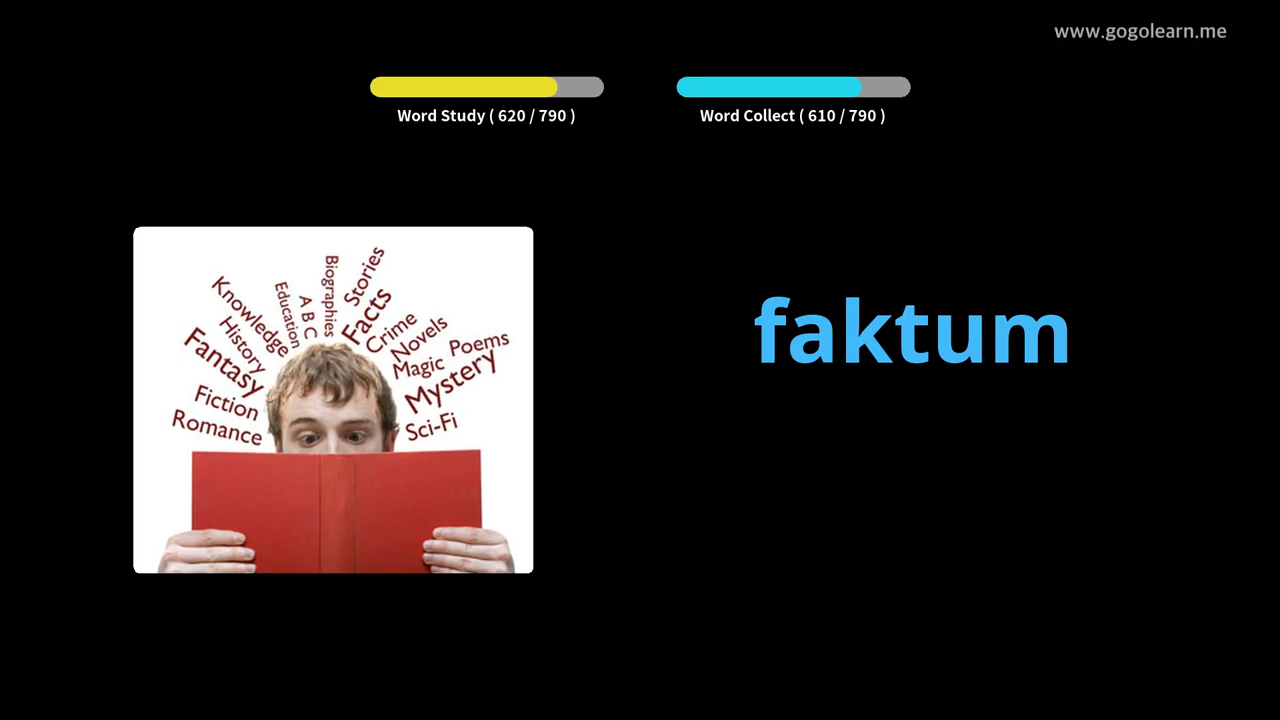 www.gogolearn.me
Word Study ( 620 / 790 )
Word Collect ( 610 / 790 )
faktum
Biographies
Stories
Education
A B C
Facts
Knowledge
Crime
History
Novels
Poems
Fantasy
Magic
Mystery
Fiction
Romance
Sci-Fi